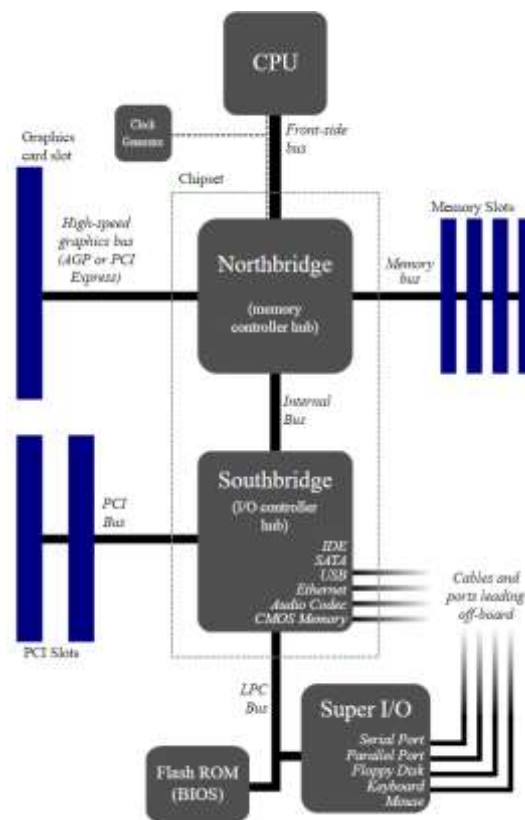 CPU
Clock
Generator
Front-side
bus
Graphics
card slot
Chipset
High-speed
graphics bus
(AGP or PCI
Express)
Northbridge
(memory
controller hub)
Memory
bus
Memory Slots
Internal
Bus
Southbridge
(I/O controller
hub)
PCI
Bus
IDE
SATA
USB
Ethernet
Audio Codec
CMOS Memory
Cables and
ports leading
off-board
PCI Slots
LPC
Bus
Super I/O
Serial Port
Parallel Port
Floppy Disk
Keyboard
Mouse
Flash ROM
(BIOS)